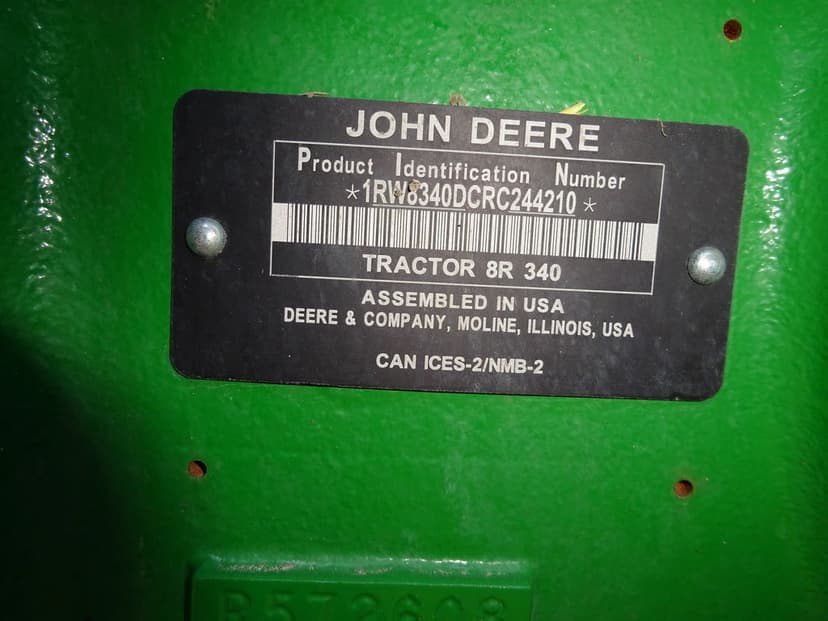 JOHN DEERE
Product Identification Number
*1RW8340DCRC244210*
TRACTOR 8R 340
ASSEMBLED IN USA
DEERE & COMPANY, MOLINE, ILLINOIS, USA
CAN ICES-2/NMB-2